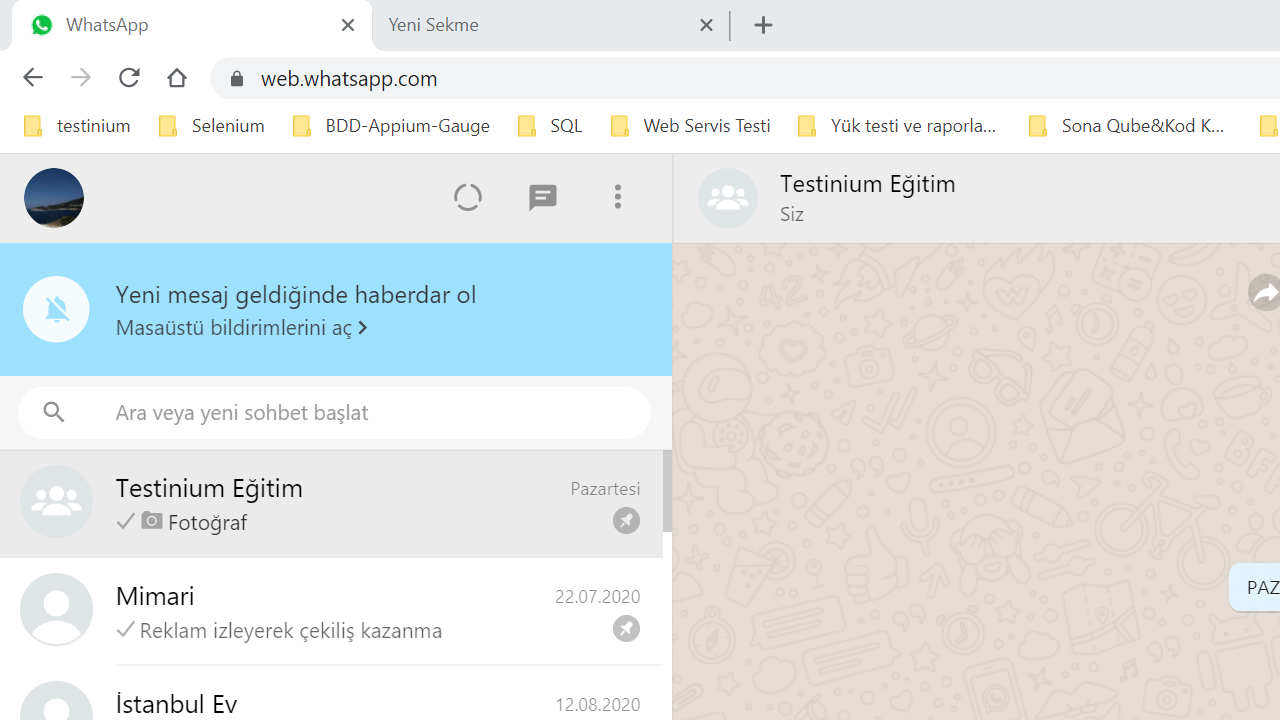 WhatsApp
Yeni Sekme
web.whatsapp.com
testinium
Selenium
BDD-Appium-Gauge
SQL
Web Servis Testi
Yük testi ve raporla...
Sona Qube&Kod K...
Testinium Eğitim
Siz
Yeni mesaj geldiğinde haberdar ol
Masaüstü bildirimlerini aç
Ara veya yeni sohbet başlat
Testinium Eğitim
Pazartesi
Fotoğraf
Mimari
22.07.2020
Reklam izleyerek çekiliş kazanma
PAZ
İstanbul Ev
12.08.2020